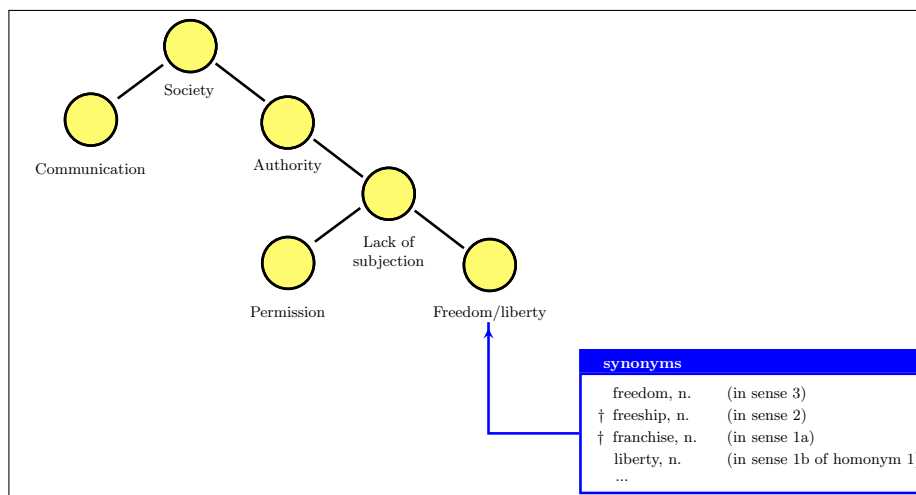 Society
Communication
Authority
Lack of
subjection
Permission
Freedom/liberty
synonyms
freedom, n. (in sense 3)
† freeship, n. (in sense 2)
† franchise, n. (in sense 1a)
liberty, n. (in sense 1b of homonym 1)
...